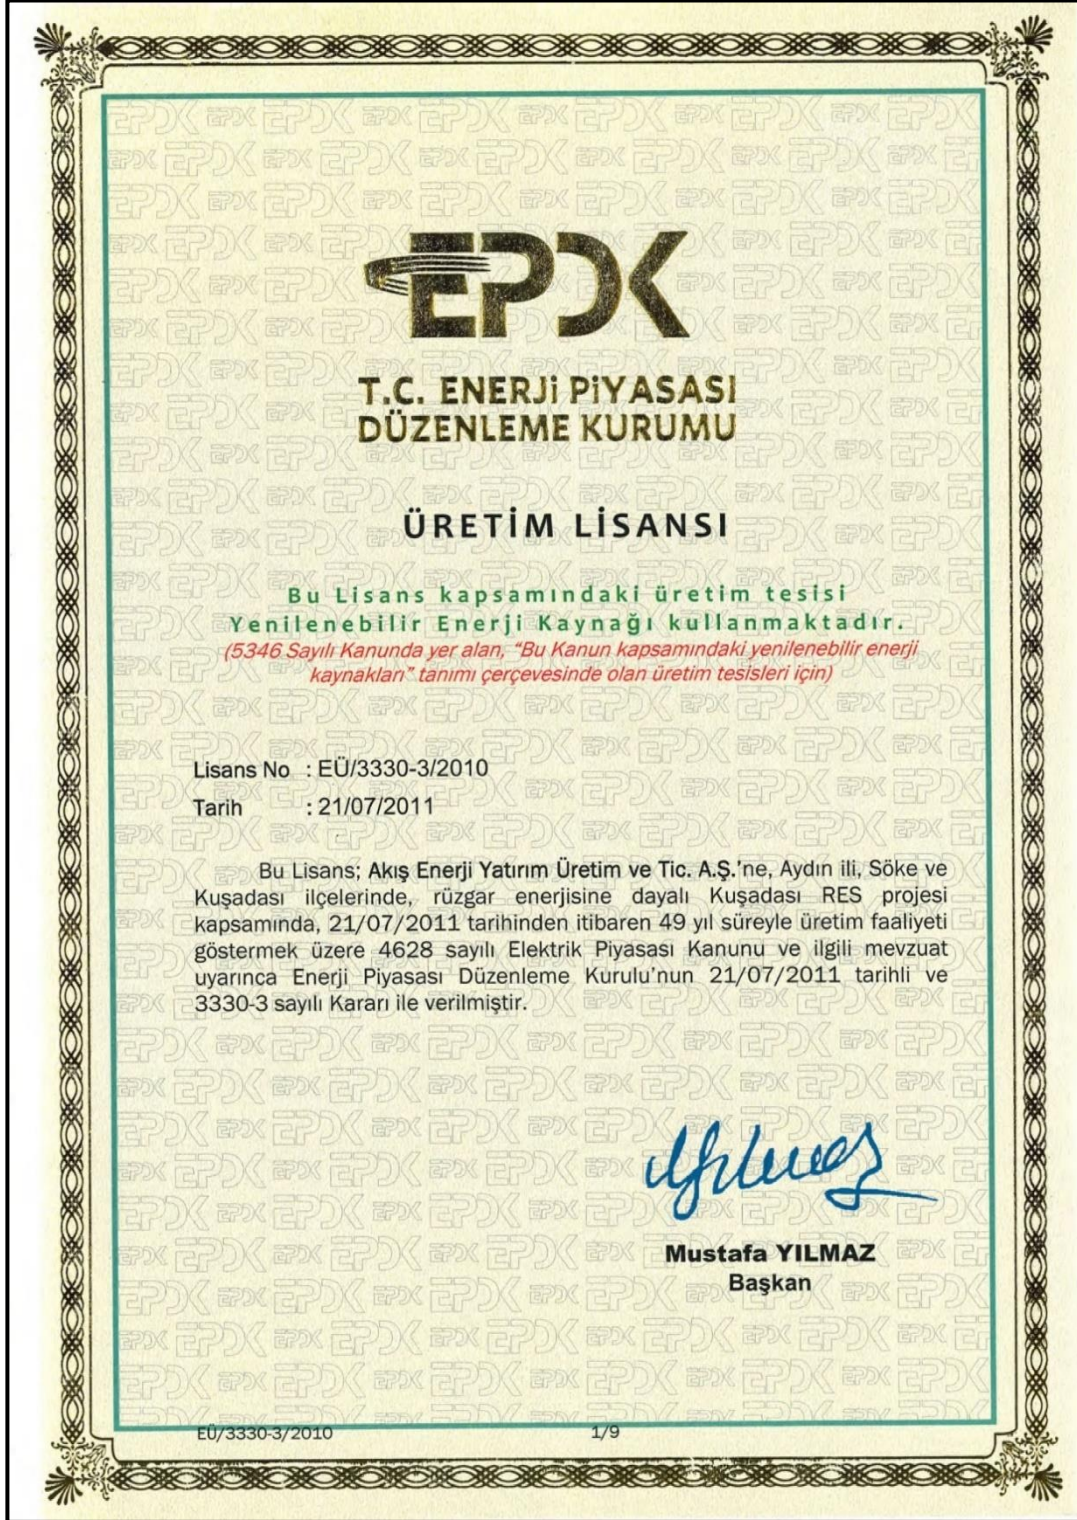 EPDK
T.C. ENERJİ PİYASASI
DÜZENLEME KURUMU
ÜRETİM LİSANSI
Bu Lisans kapsamındaki üretim tesisi
Yenilenebilir Enerji Kaynağı kullanmaktadır.
(5346 Sayılı Kanunda yer alan, “Bu Kanun kapsamındaki yenilenebilir enerji
kaynakları” tanımı çerçevesinde olan üretim tesisleri için)
Lisans No : EÜ/3330-3/2010
Tarih : 21/07/2011
Bu Lisans; Akış Enerji Yatırım Üretim ve Tic. A.Ş.’ne, Aydın ili, Söke ve
Kuşadası ilçelerinde, rüzgar enerjisine dayalı Kuşadası RES projesi
kapsamında, 21/07/2011 tarihinden itibaren 49 yıl süreyle üretim faaliyeti
göstermek üzere 4628 sayılı Elektrik Piyasası Kanunu ve ilgili mevzuat
uyarınca Enerji Piyasası Düzenleme Kurulu’nun 21/07/2011 tarihli ve
3330-3 sayılı Kararı ile verilmiştir.
Mustafa YILMAZ
Başkan
EÜ/3330-3/2010 1/9